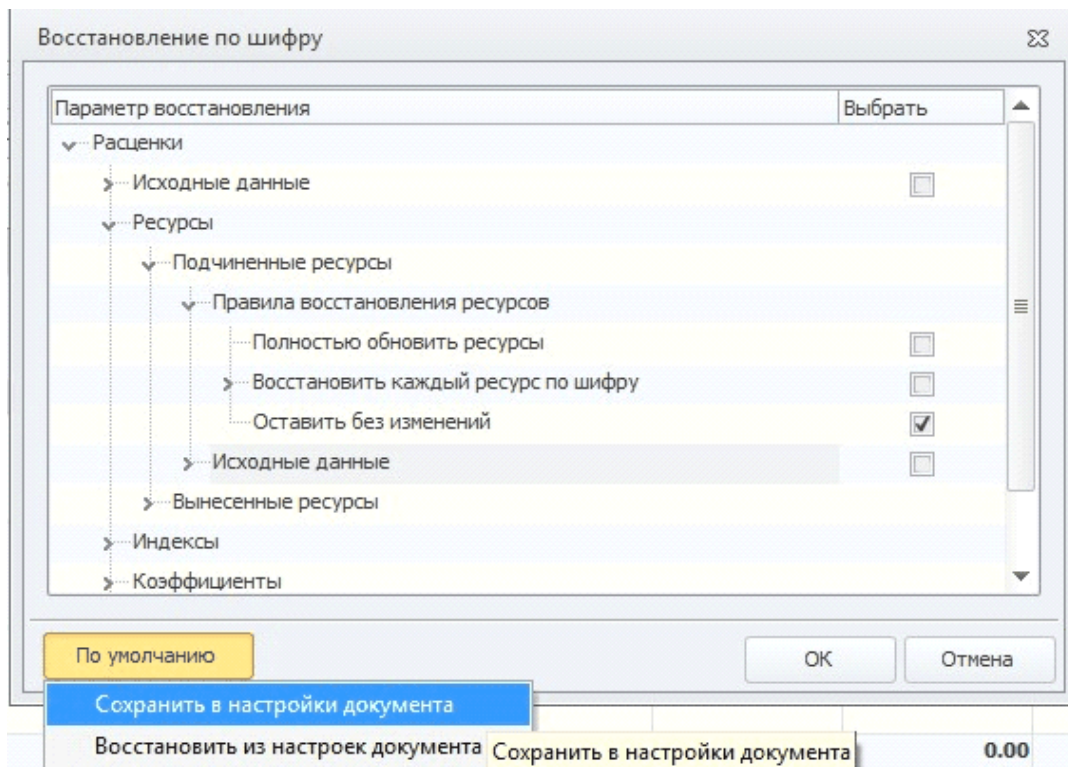 Восстановление по шифру
Параметр восстановления Выбрать
Расценки
Исходные данные
Ресурсы
Подчиненные ресурсы
Правила восстановления ресурсов
Полностью обновить ресурсы
Восстановить каждый ресурс по шифру
Оставить без изменений
Исходные данные
Вынесенные ресурсы
Индексы
Коэффициенты
По умолчанию ОК Отмена
Сохранить в настройки документа
Восстановить из настроек документа Сохранить в настройки документа 0.00